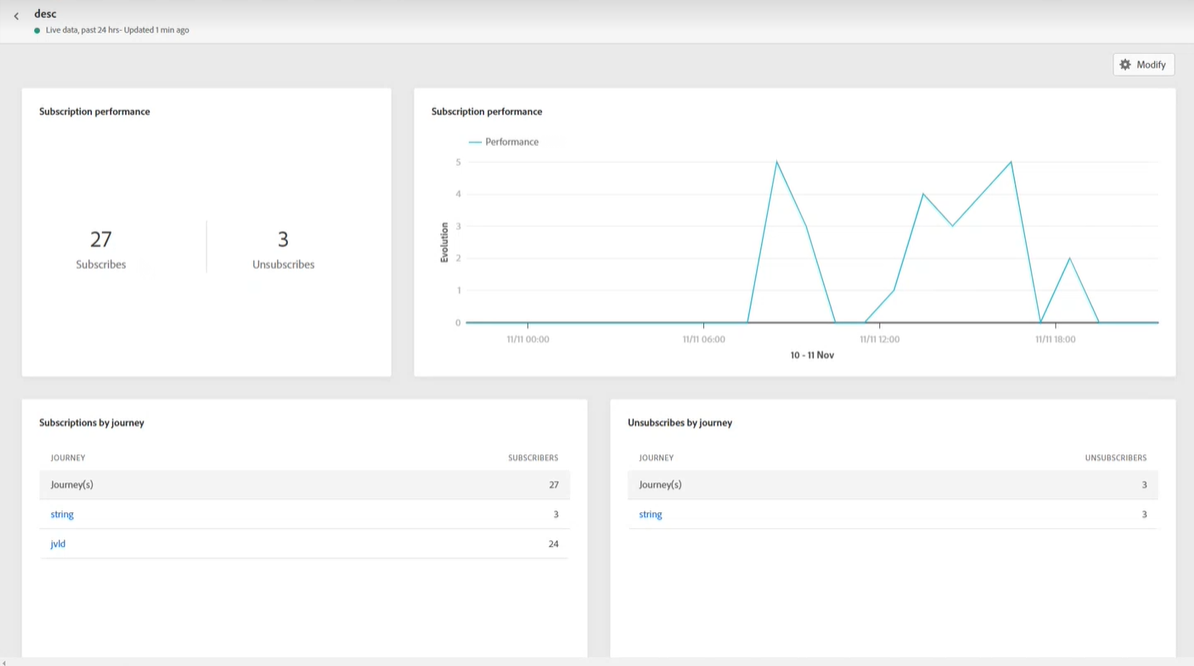 desc
Live data, past 24 hrs- Updated 1 min ago
Modify
Subscription performance
27
Subscribes
3
Unsubscribes
Subscription performance
Performance
5
4
3
2
1
0
Evolution
11/11 00:00
11/11 06:00
11/11 12:00
11/11 18:00
10 - 11 Nov
Subscriptions by journey
JOURNEY SUBSCRIBERS
Journey(s) 27
string 3
jvld 24
Unsubscribes by journey
JOURNEY UNSUBSCRIBERS
Journey(s) 3
string 3